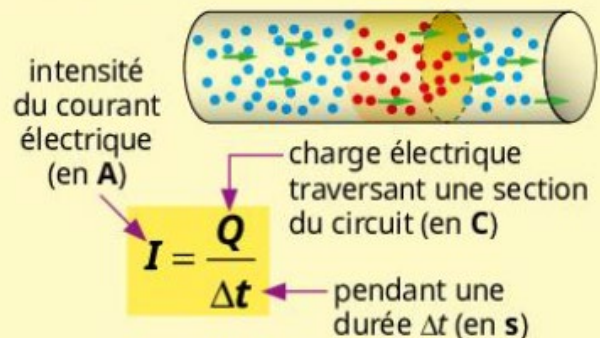 intensité
du courant
électrique
(en A)
charge électrique
traversant une section
du circuit (en C)
I = Q / Δt
pendant une
durée Δt (en s)